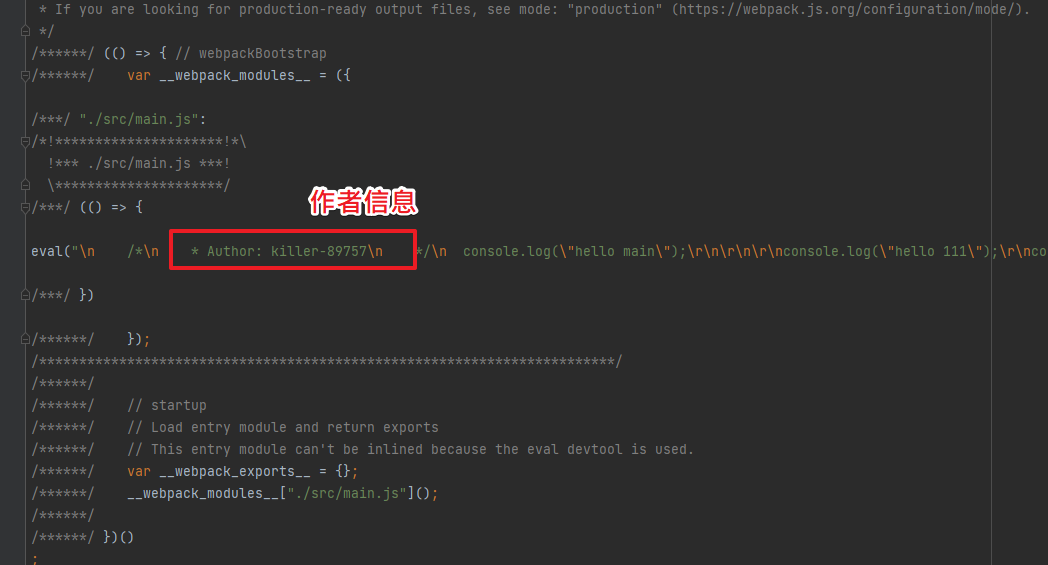 * If you are looking for production-ready output files, see mode: "production" (https://webpack.js.org/configuration/mode/).
 */
/******/ (() => { // webpackBootstrap
/******/    var __webpack_modules__ = ({

/***/ "./src/main.js":
/*!*********************!*\
  !*** ./src/main.js ***!
  \*********************/
/***/ (() => {
作者信息
eval("\n    /*\n    * Author: killer-89757\n    */\n  console.log(\"hello main\");\r\n\r\n\r\nconsole.log(\"hello 111\");\r\nco

/***/ })

/******/    });
/************************************************************************/
/******/
/******/    // startup
/******/    // Load entry module and return exports
/******/    // This entry module can't be inlined because the eval devtool is used.
/******/    var __webpack_exports__ = {};
/******/    __webpack_modules__["./src/main.js"]();
/******/
/******/ })()
;